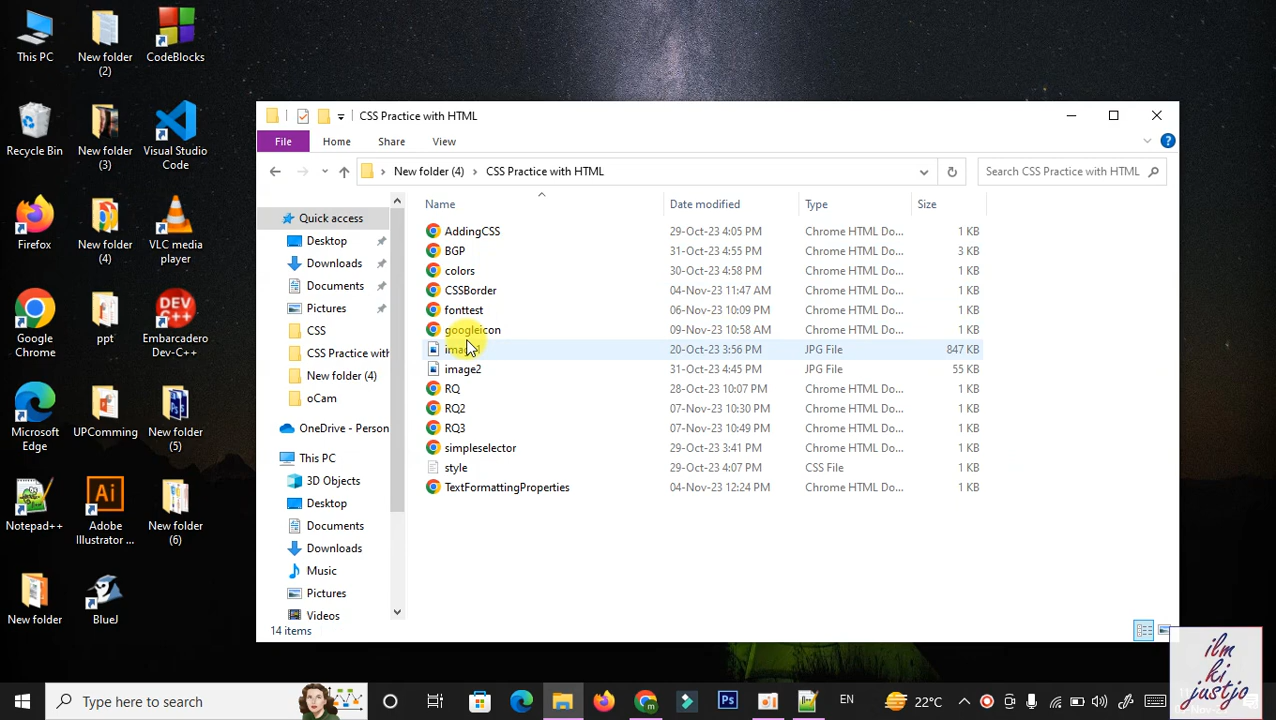 This PC
New folder
(2)
CodeBlocks
Recycle Bin
New folder
(3)
Visual Studio
Code
Firefox
New folder
(4)
VLC media
player
Google
Chrome
ppt
Embarcadero
Dev-C++
Microsoft
Edge
UPComming
New folder
(5)
Notepad++
Adobe
Illustrator ...
New folder
(6)
New folder
BlueJ
CSS Practice with HTML
File
Home
Share
View
New folder (4)
CSS Practice with HTML
Search CSS Practice with HTML
Quick access
Desktop
Downloads
Documents
Pictures
CSS
CSS Practice with
New folder (4)
oCam
OneDrive - Person
This PC
3D Objects
Desktop
Documents
Downloads
Music
Pictures
Videos
Name Date modified Type Size
AddingCSS 29-Oct-23 4:05 PM Chrome HTML Do... 1 KB
BGP 31-Oct-23 4:55 PM Chrome HTML Do... 3 KB
colors 30-Oct-23 4:58 PM Chrome HTML Do... 1 KB
CSSBorder 04-Nov-23 11:47 AM Chrome HTML Do... 1 KB
fonttest 06-Nov-23 10:09 PM Chrome HTML Do... 1 KB
googleicon 09-Nov-23 10:58 AM Chrome HTML Do... 1 KB
20-Oct-23 3:56 PM JPG File 847 KB
image2 31-Oct-23 4:45 PM JPG File 55 KB
RQ 28-Oct-23 10:07 PM Chrome HTML Do... 1 KB
RQ2 07-Nov-23 10:30 PM Chrome HTML Do... 1 KB
RQ3 07-Nov-23 10:49 PM Chrome HTML Do... 1 KB
simpleselector 29-Oct-23 3:41 PM Chrome HTML Do... 1 KB
style 29-Oct-23 4:07 PM CSS File 1 KB
TextFormattingProperties 04-Nov-23 12:24 PM Chrome HTML Do... 1 KB
14 items
Type here to search
EN
22°C
ilm
ki
justjo